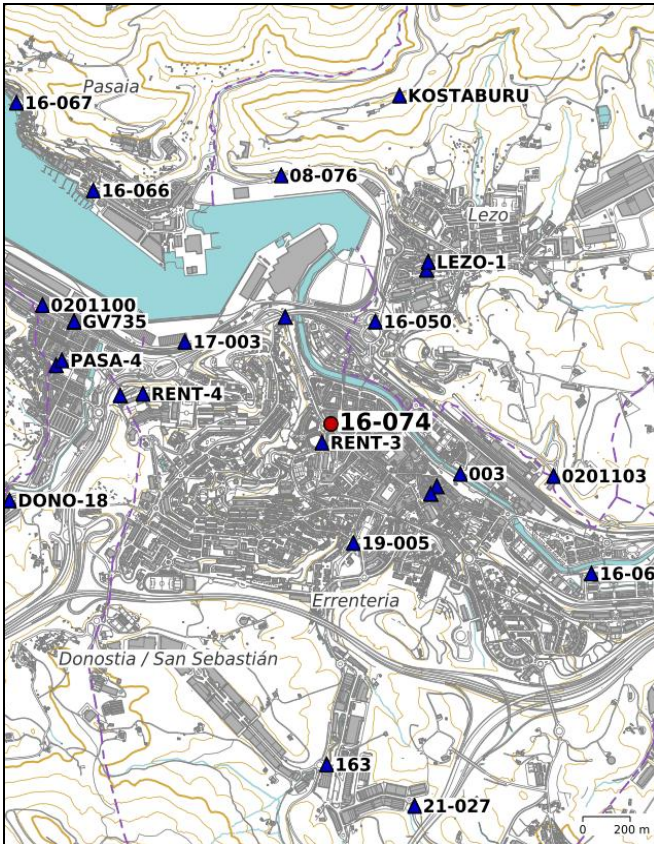 Pasaia
KOSTABURU
16-067
08-076
16-066
Lezo
LEZO-1
0201100
GV735
16-050
17-003
PASA-4
RENT-4
16-074
RENT-3
003
0201103
DONO-18
19-005
16-06
Errenteria
Donostia / San Sebastián
163
21-027
0 200 m